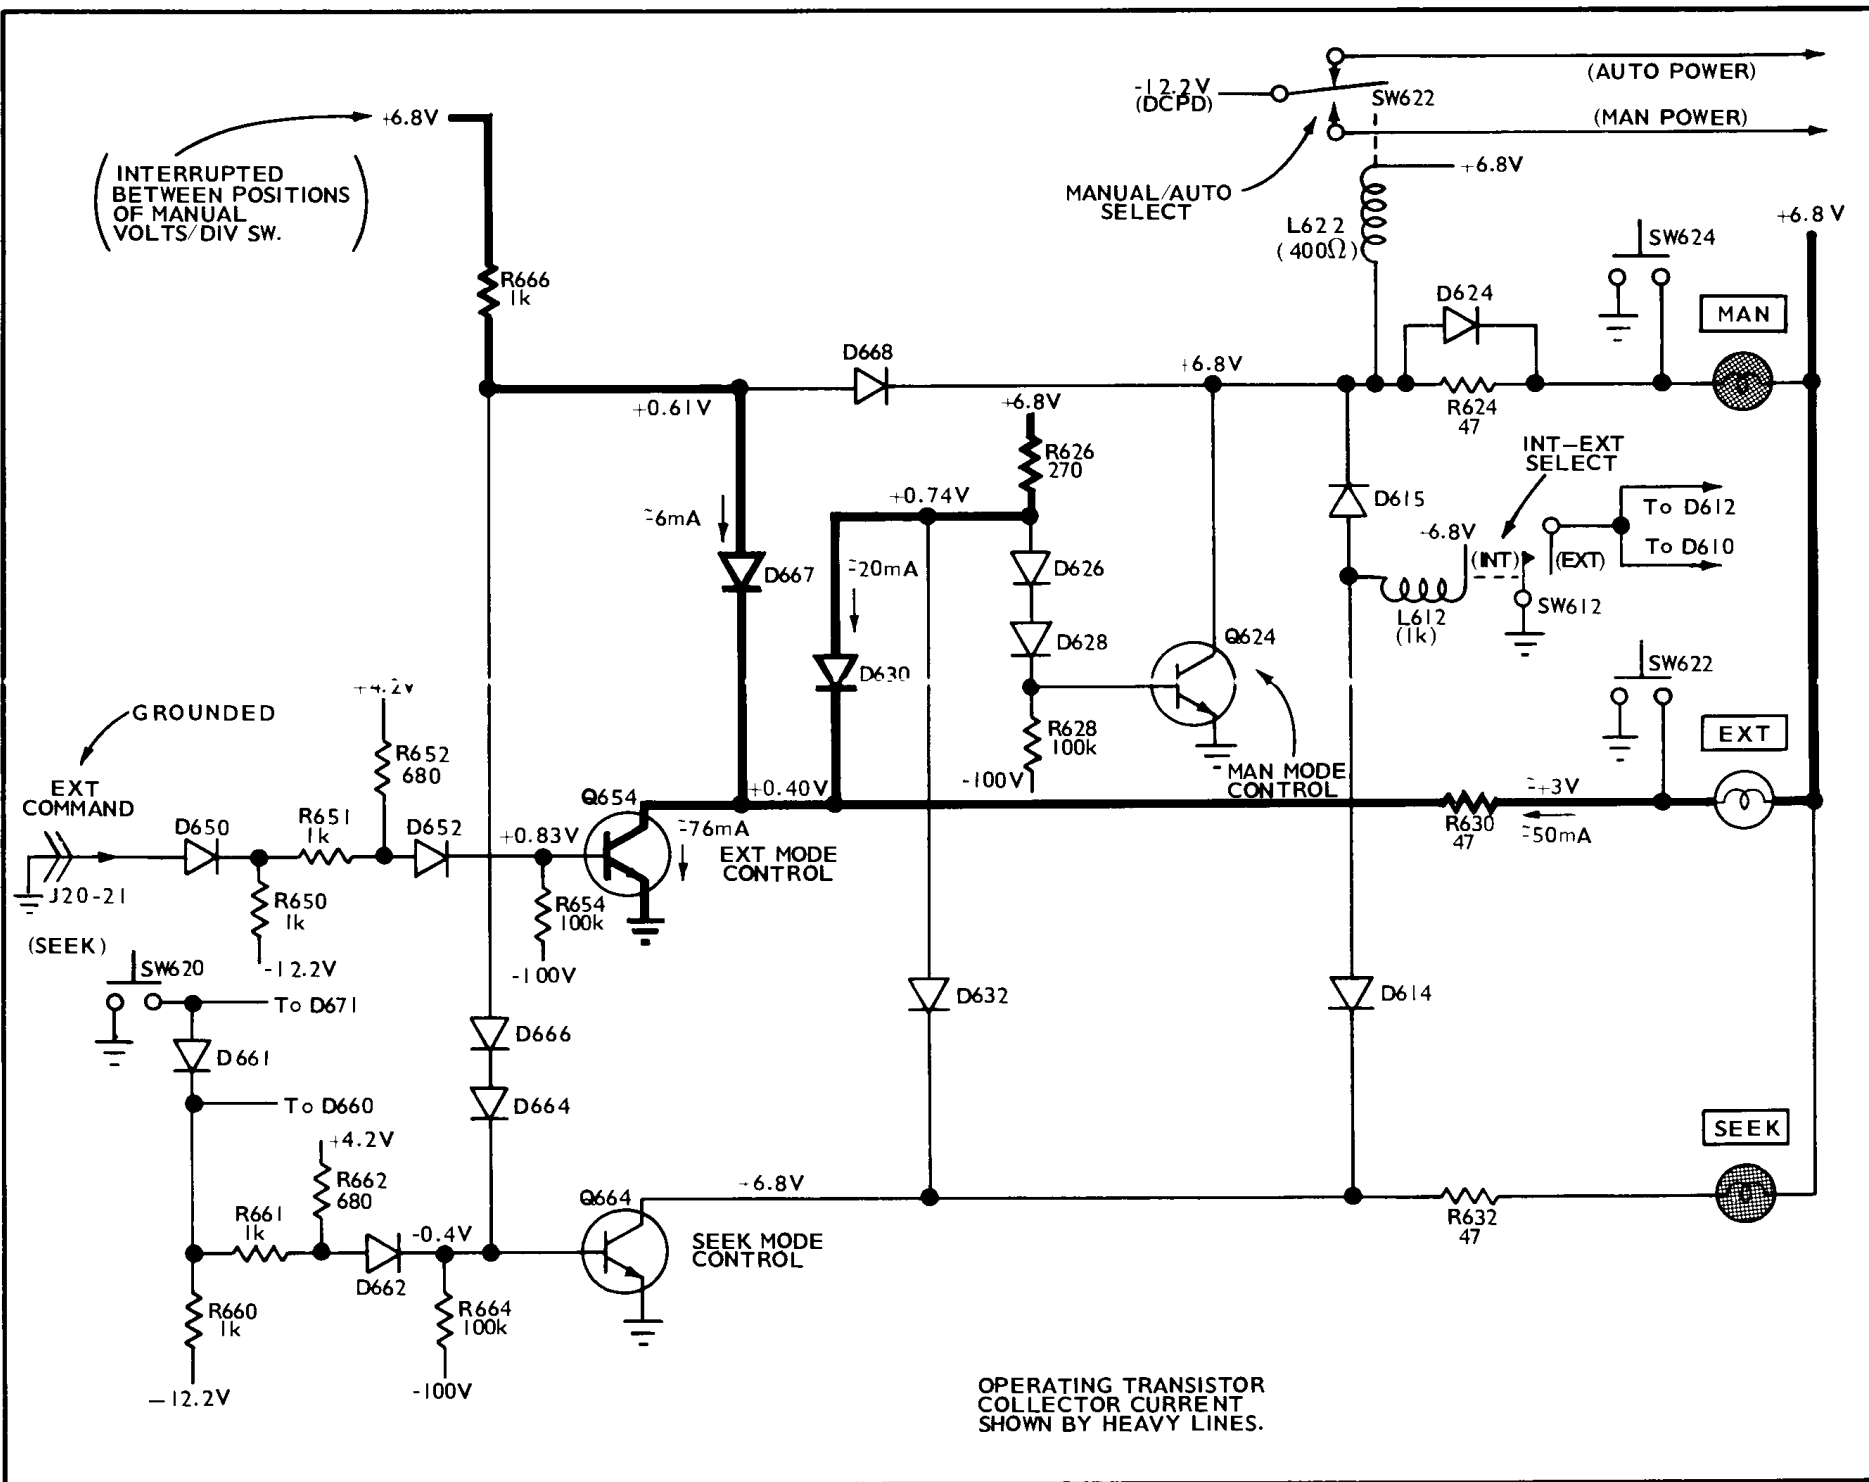 -12.2V
(DCPD)
SW622
(AUTO POWER)
(MAN POWER)
+6.8V
INTERRUPTED
BETWEEN POSITIONS
OF MANUAL
VOLTS/DIV SW.
MANUAL/AUTO
SELECT
+6.8V
L622
(400Ω)
SW624
+6.8V
R666
1k
D624
MAN
D668
+6.8V
+0.61V
+6.8V
R624
47
R626
270
INT-EXT
SELECT
+0.74V
D615
To D612
≈6mA
-6.8V
(INT)
(EXT)
To D610
D667
≈20mA
D626
L612
(1k)
SW612
D628
Q624
D630
SW622
+4.2V
GROUNDED
R652
680
R628
100k
EXT
-100V
MAN MODE
CONTROL
EXT
COMMAND
Q654
+0.40V
≈+3V
D650
R651
1k
D652
+0.83V
≈76mA
EXT MODE
CONTROL
R630
47
≈50mA
J20-21
R650
1k
R654
100k
(SEEK)
SW620
-12.2V
-100V
To D671
D632
D614
D666
D661
D664
To D660
+4.2V
SEEK
R662
680
Q664
-6.8V
R661
1k
-0.4V
SEEK MODE
CONTROL
R632
47
D662
R660
1k
R664
100k
-12.2V
-100V
OPERATING TRANSISTOR
COLLECTOR CURRENT
SHOWN BY HEAVY LINES.